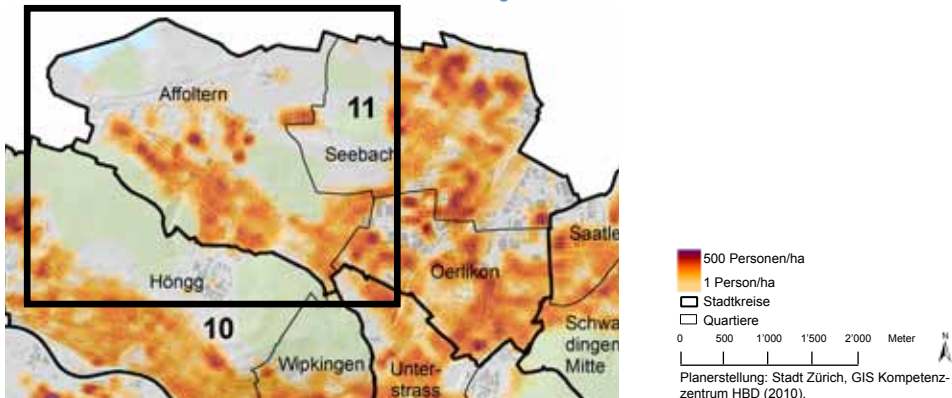 Affoltern
11
Seebach
Saatle
Oerlikon
Höngg
10
Schwa
dingen
Mitte
Wipkingen
Unter-
strass
500 Personen/ha
1 Person/ha
Stadtkreise
Quartiere
0 500 1'000 1'500 2'000 Meter
N
Planerstellung: Stadt Zürich, GIS Kompetenz-
zentrum HBD (2010).